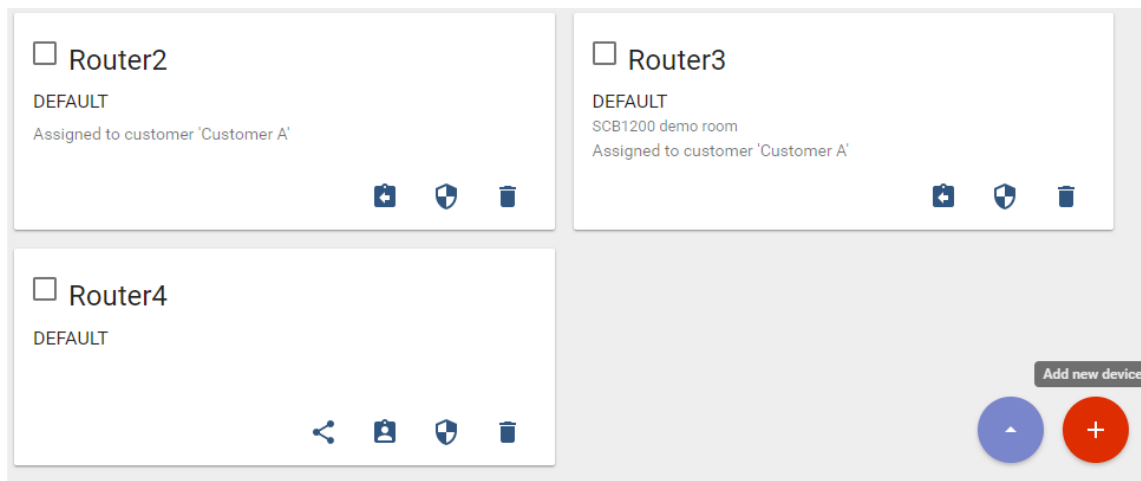 Router2
DEFAULT
Assigned to customer 'Customer A'
Router3
DEFAULT
SCB1200 demo room
Assigned to customer 'Customer A'
Router4
DEFAULT
Add new device